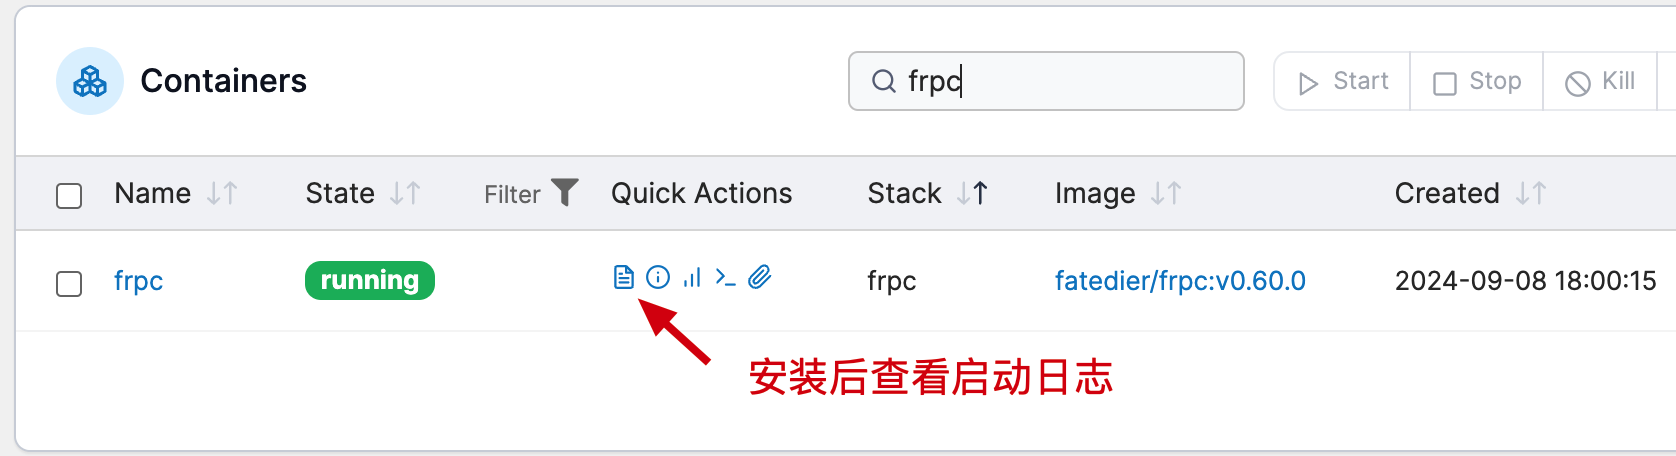 Containers
frpc
Start
Stop
Kill
Name
State
Filter
Quick Actions
Stack
Image
Created
frpc
running
frpc
fatedier/frpc:v0.60.0
2024-09-08 18:00:15
安装后查看启动日志